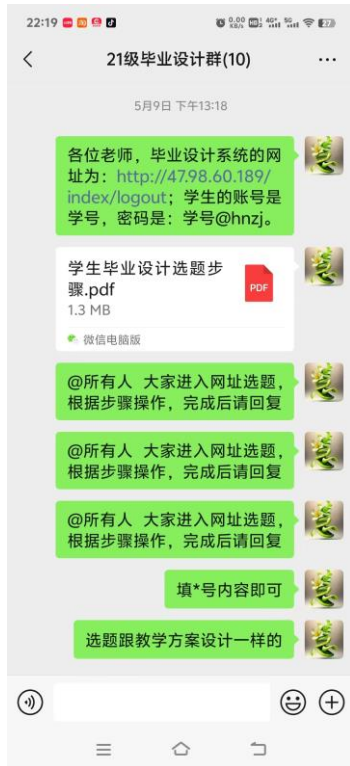 22:19
0.00 KB/s HD 4G+ 5G 27
21级毕业设计群(10)
5月9日 下午13:18
各位老师，毕业设计系统的网
址为：http://47.98.60.189/
index/logout；学生的账号是
学号，密码是：学号@hnzj。
学生毕业设计选题步
骤.pdf
PDF
1.3 MB
微信电脑版
@所有人 大家进入网址选题，
根据步骤操作，完成后请回复
@所有人 大家进入网址选题，
根据步骤操作，完成后请回复
@所有人 大家进入网址选题，
根据步骤操作，完成后请回复
填*号内容即可
选题跟教学方案设计一样的